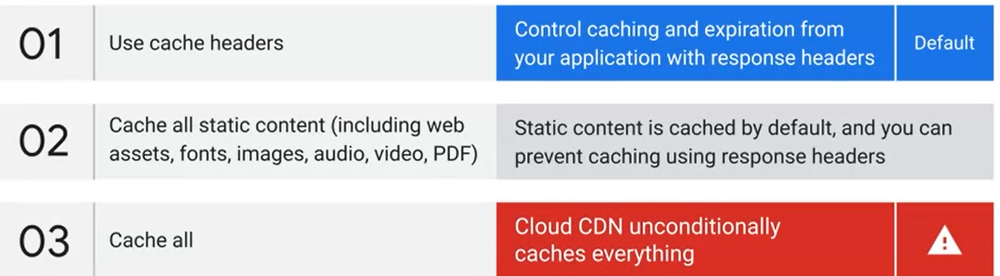 01
Use cache headers
Control caching and expiration from
your application with response headers
Default
02
Cache all static content (including web
assets, fonts, images, audio, video, PDF)
Static content is cached by default, and you can
prevent caching using response headers
03
Cache all
Cloud CDN unconditionally
caches everything